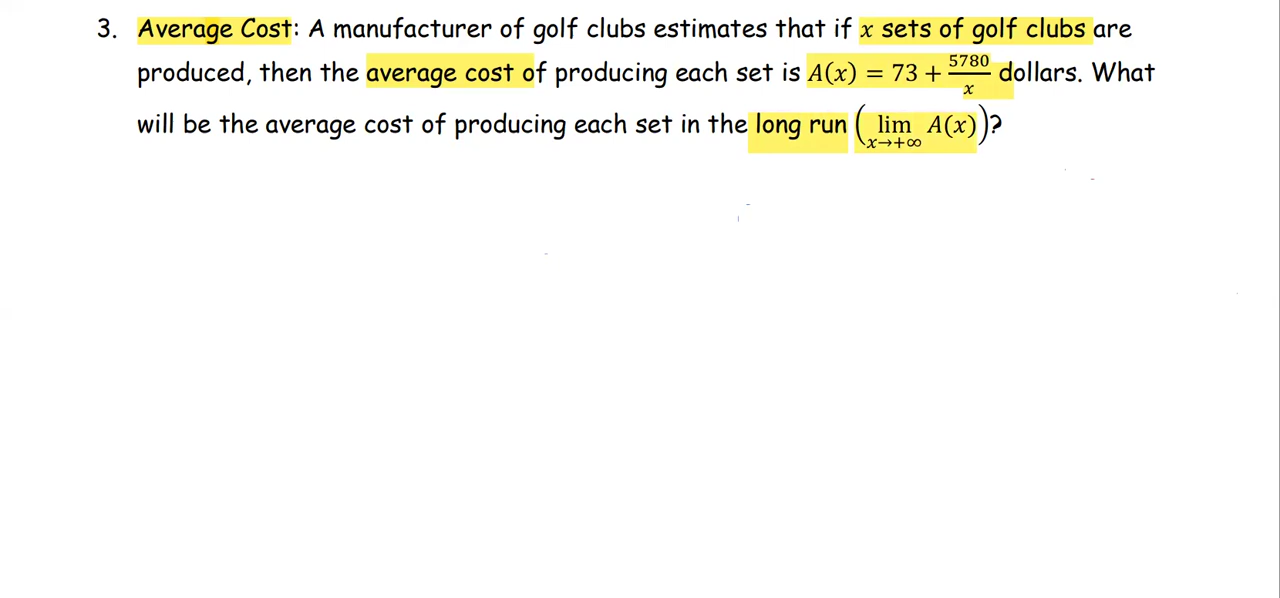 3. Average Cost: A manufacturer of golf clubs estimates that if x sets of golf clubs are
produced, then the average cost of producing each set is A(x) = 73 + 5780/x dollars. What
will be the average cost of producing each set in the long run (lim x→+∞ A(x))?